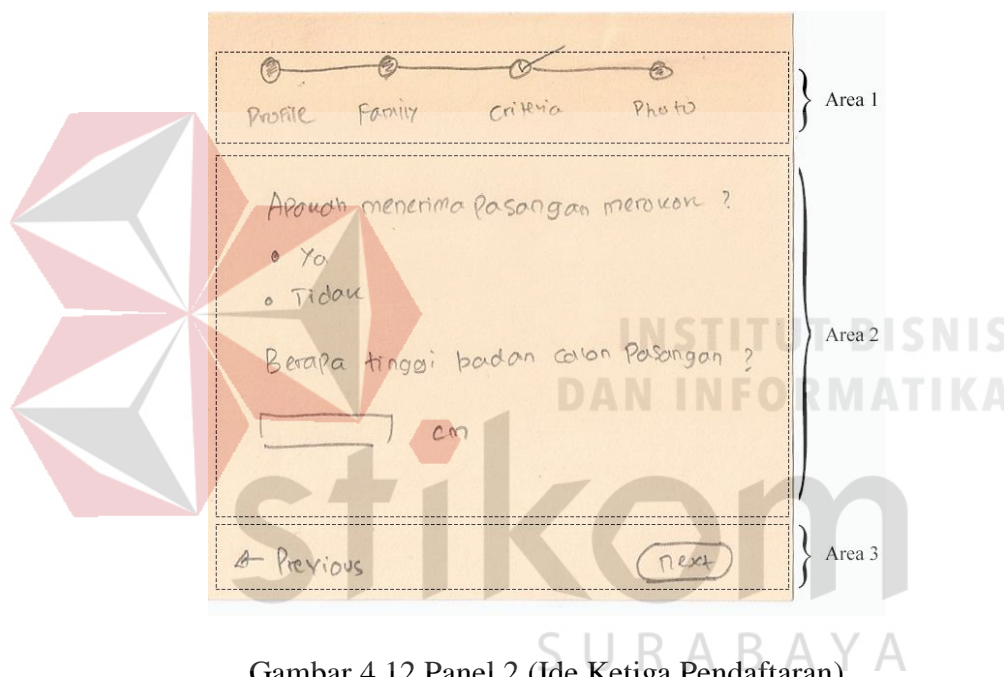 Profile Family Criteria Photo
Area 1
Apakah menerima pasangan merokok ?
• Ya
• Tidak
Area 2
Berapa tinggi badan calon Pasangan ?
cm
← Previous
next
Area 3
INSTITUT BISNIS
DAN INFORMATIKA
stikom
SURABAYA
Gambar 4.12 Panel 2 (Ide Ketiga Pendaftaran)